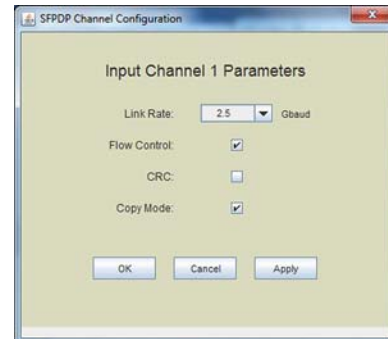 SFPDP Channel Configuration
Input Channel 1 Parameters
Link Rate: 2.5 Gbaud
Flow Control:
CRC:
Copy Mode:
OK Cancel Apply